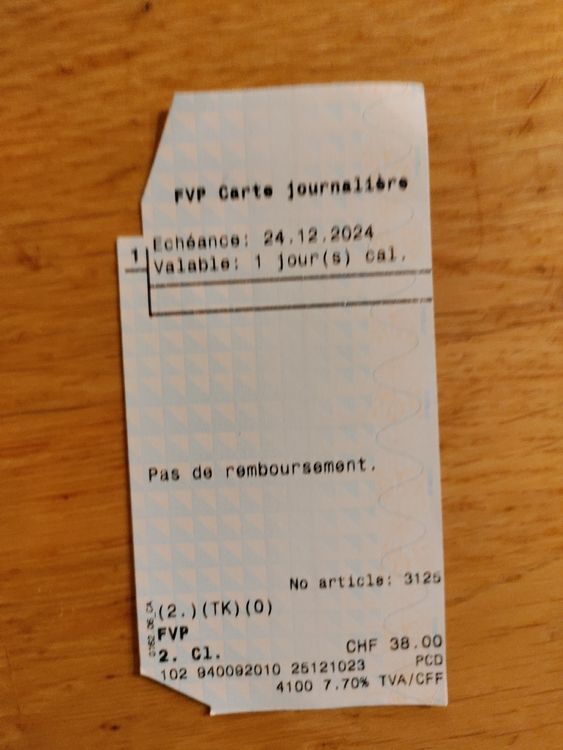 FVP Carte journalière
Echéance: 24.12.2024
1 Valable: 1 jour(s) cal.
Pas de remboursement.
No article: 3125
(2.)(TK)(0)
FVP
2. Cl.
CHF 38.00
102 940092010 25121023 PCD
4100 7.70% TVA/CFF